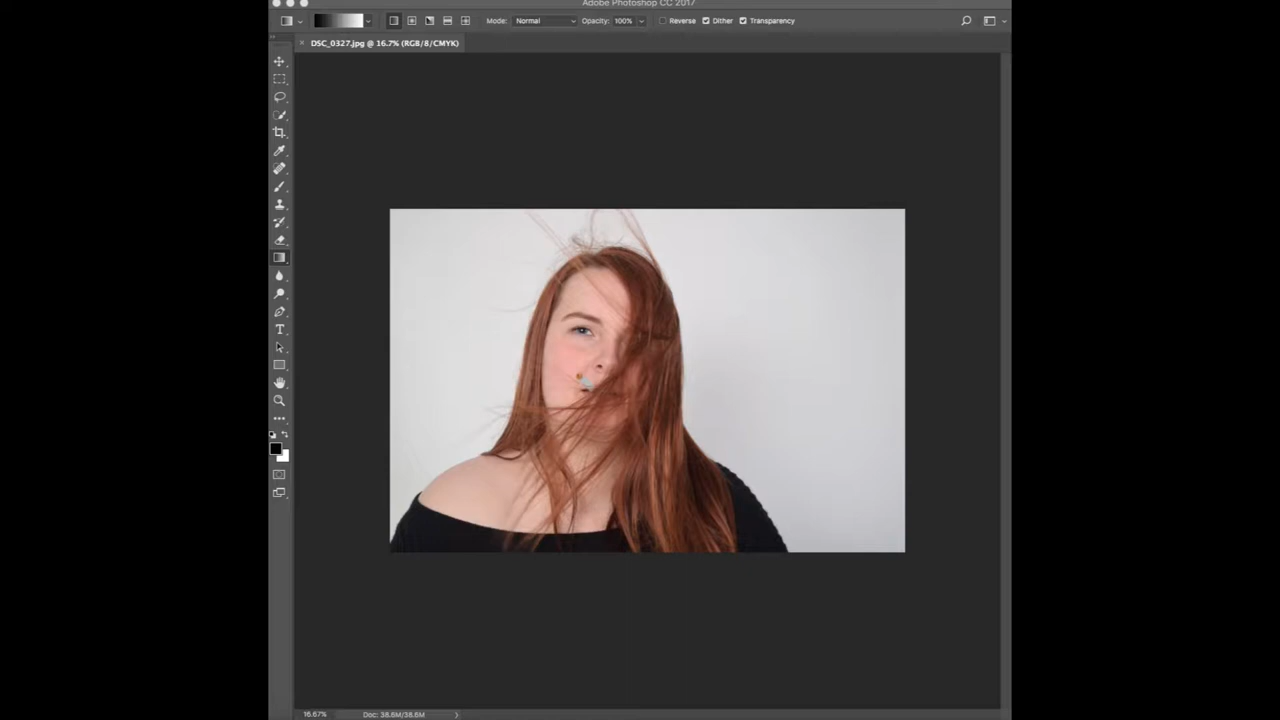 Adobe Photoshop CC 2017
Mode: Normal Opacity: 100% Reverse Dither Transparency
DSC_0327.jpg @ 16.7% (RGB/8/CMYK)
T
16.67% Doc: 38.6M/38.6M